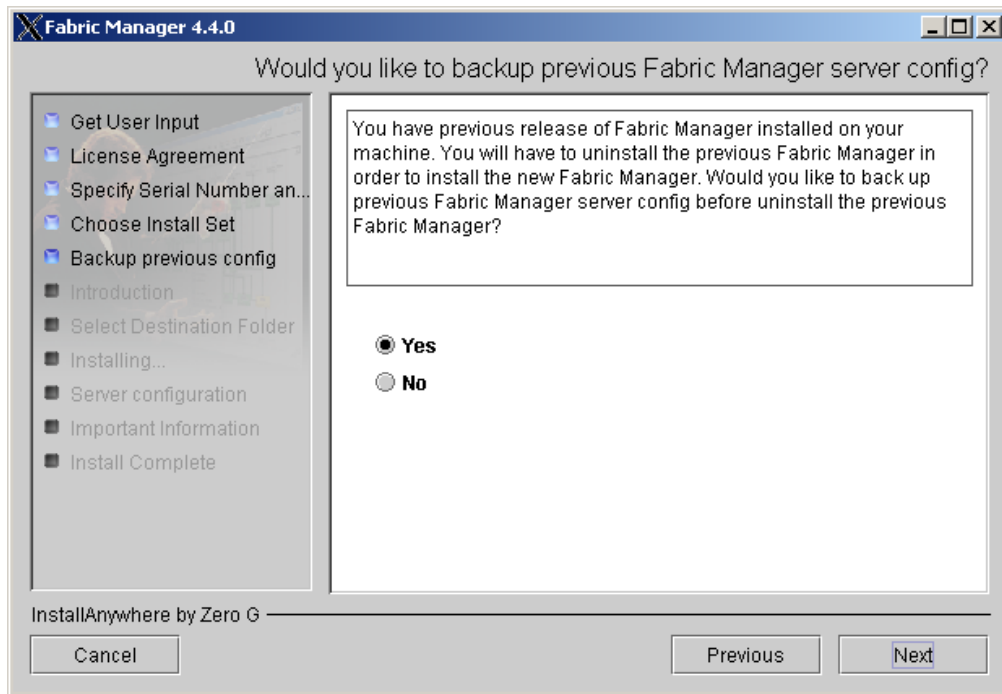 Fabric Manager 4.4.0
Would you like to backup previous Fabric Manager server config?
Get User Input
License Agreement
Specify Serial Number an...
Choose Install Set
Backup previous config
Introduction
Select Destination Folder
Installing...
Server configuration
Important Information
Install Complete
You have previous release of Fabric Manager installed on your
machine. You will have to uninstall the previous Fabric Manager in
order to install the new Fabric Manager. Would you like to back up
previous Fabric Manager server config before uninstall the previous
Fabric Manager?
Yes
No
InstallAnywhere by Zero G
Cancel
Previous
Next